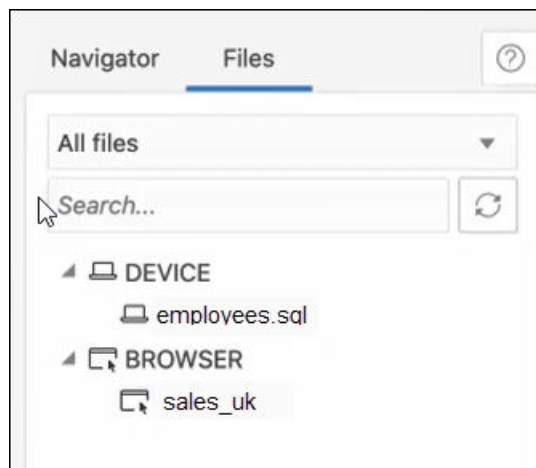 Navigator Files
All files
Search...
DEVICE
employees.sql
BROWSER
sales_uk